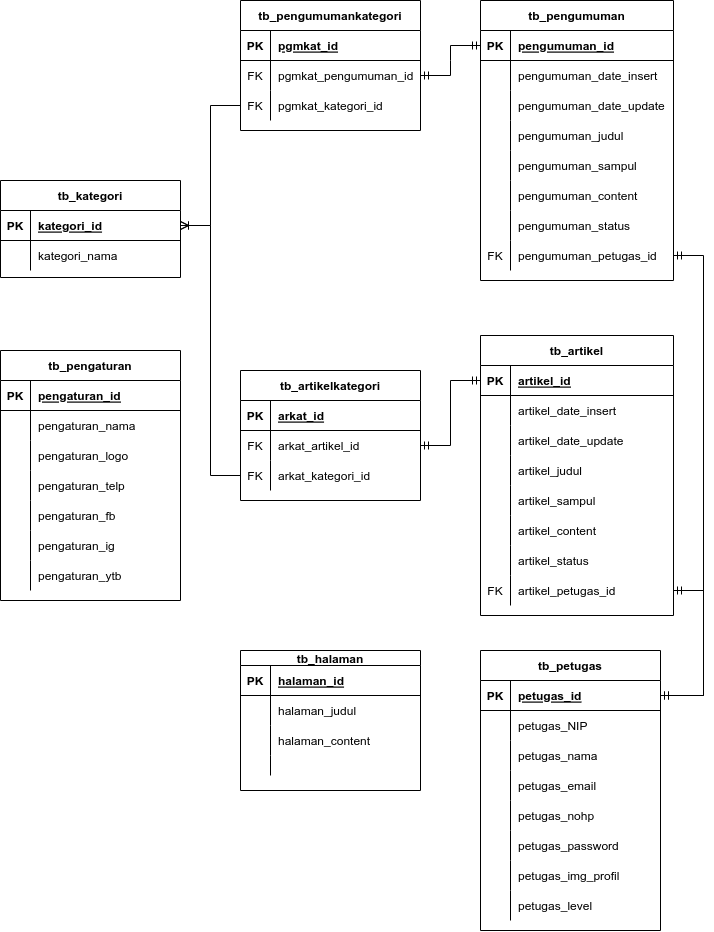 tb_pengumumankategori
PK pgmkat_id
FK pgmkat_pengumuman_id
FK pgmkat_kategori_id
tb_pengumuman
PK pengumuman_id
pengumuman_date_insert
pengumuman_date_update
pengumuman_judul
pengumuman_sampul
pengumuman_content
pengumuman_status
FK pengumuman_petugas_id
tb_kategori
PK kategori_id
kategori_nama
tb_pengaturan
PK pengaturan_id
pengaturan_nama
pengaturan_logo
pengaturan_telp
pengaturan_fb
pengaturan_ig
pengaturan_ytb
tb_artikelkategori
PK arkat_id
FK arkat_artikel_id
FK arkat_kategori_id
tb_artikel
PK artikel_id
artikel_date_insert
artikel_date_update
artikel_judul
artikel_sampul
artikel_content
artikel_status
FK artikel_petugas_id
tb_halaman
PK halaman_id
halaman_judul
halaman_content
tb_petugas
PK petugas_id
petugas_NIP
petugas_nama
petugas_email
petugas_nohp
petugas_password
petugas_img_profil
petugas_level